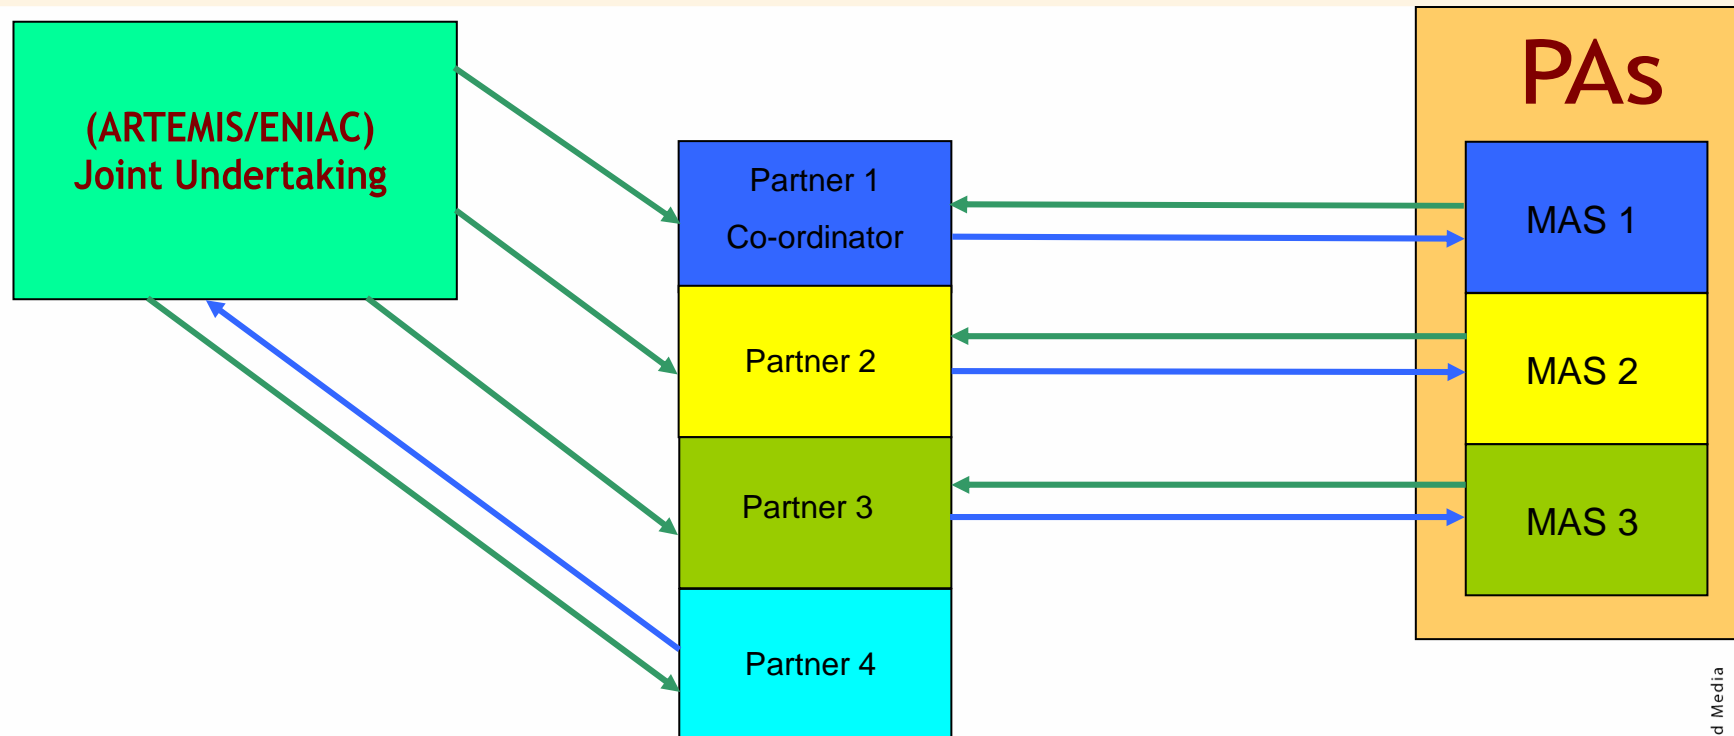 (ARTEMIS/ENIAC)
Joint Undertaking
Partner 1
Co-ordinator
Partner 2
Partner 3
Partner 4
PAs
MAS 1
MAS 2
MAS 3
d Media